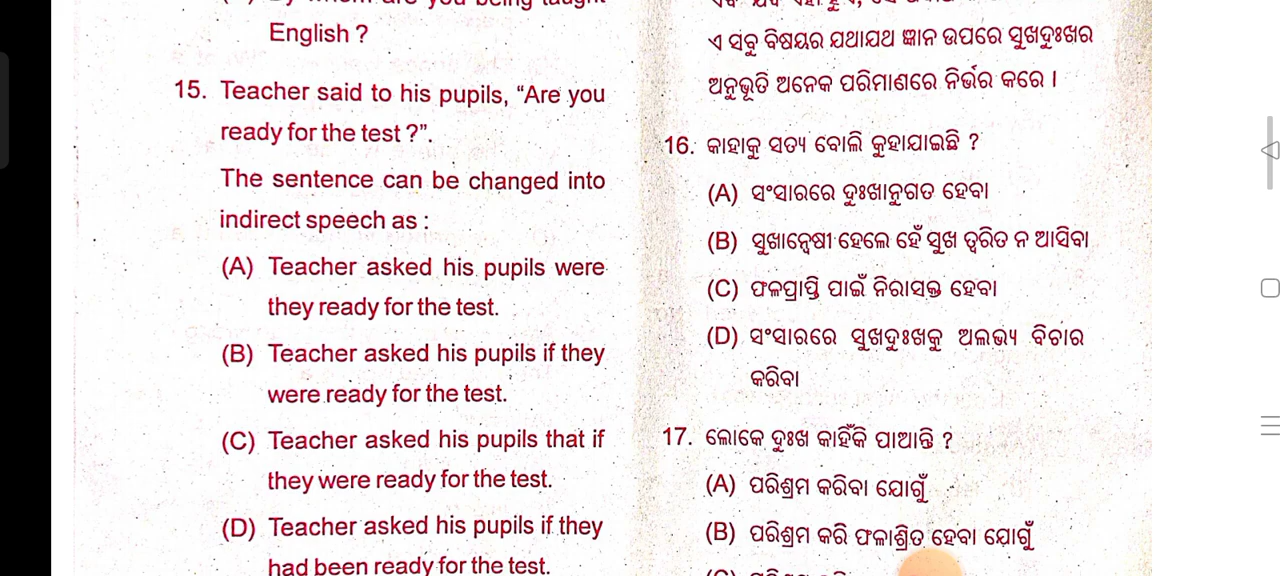 English ?
15. Teacher said to his pupils, “Are you
ready for the test ?”.
The sentence can be changed into
indirect speech as :
(A) Teacher asked his pupils were
they ready for the test.
(B) Teacher asked his pupils if they
were ready for the test.
(C) Teacher asked his pupils that if
they were ready for the test.
(D) Teacher asked his pupils if they
had been ready for the test.
ଏ ସବୁ ବିଷୟର ଯଥାଯଥ ଜ୍ଞାନ ଉପରେ ସୁଖଦୁଃଖର
ଅନୁଭୂତି ଅନେକ ପରିମାଣରେ ନିର୍ଭର କରେ ।
16. କାହାକୁ ସତ୍ୟ ବୋଲି କୁହାଯାଇଛି ?
(A) ସଂସାରରେ ଦୁଃଖାନୁଗତ ହେବା
(B) ସୁଖାନ୍ୱେଷୀ ହେଲେ ହେଁ ସୁଖ ତ୍ୱରିତ ନ ଆସିବା
(C) ଫଳପ୍ରାପ୍ତି ପାଇଁ ନିରାସକ୍ତ ହେବା
(D) ସଂସାରରେ ସୁଖଦୁଃଖକୁ ଅଲଭ୍ୟ ବିଚାର
କରିବା
17. ଲୋକେ ଦୁଃଖ କାହିଁକି ପାଆନ୍ତି ?
(A) ପରିଶ୍ରମ କରିବା ଯୋଗୁଁ
(B) ପରିଶ୍ରମ କରି ଫଳାଶ୍ରିତ ହେବା ଯୋଗୁଁ